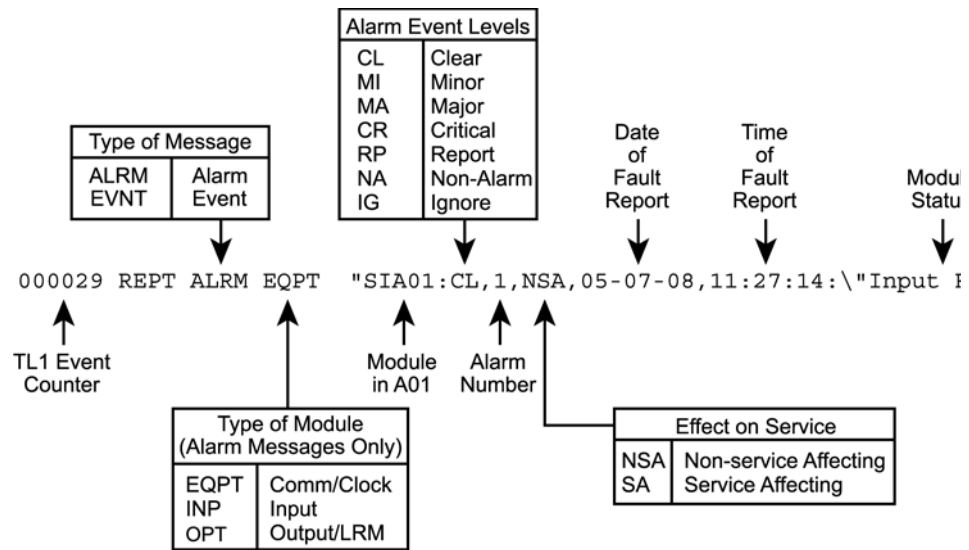 Alarm Event Levels
CL Clear
MI Minor
MA Major
CR Critical
RP Report
NA Non-Alarm
IG Ignore
Type of Message
ALRM Alarm
EVNT Event
Date
of
Fault
Report
Time
of
Fault
Report
Modul
Statu
000029 REPT ALRM EQPT "SIA01:CL,1,NSA,05-07-08,11:27:14:\"Input
TL1 Event
Counter
Module
in A01
Alarm
Number
Type of Module
(Alarm Messages Only)
EQPT Comm/Clock
INP Input
OPT Output/LRM
Effect on Service
NSA Non-service Affecting
SA Service Affecting